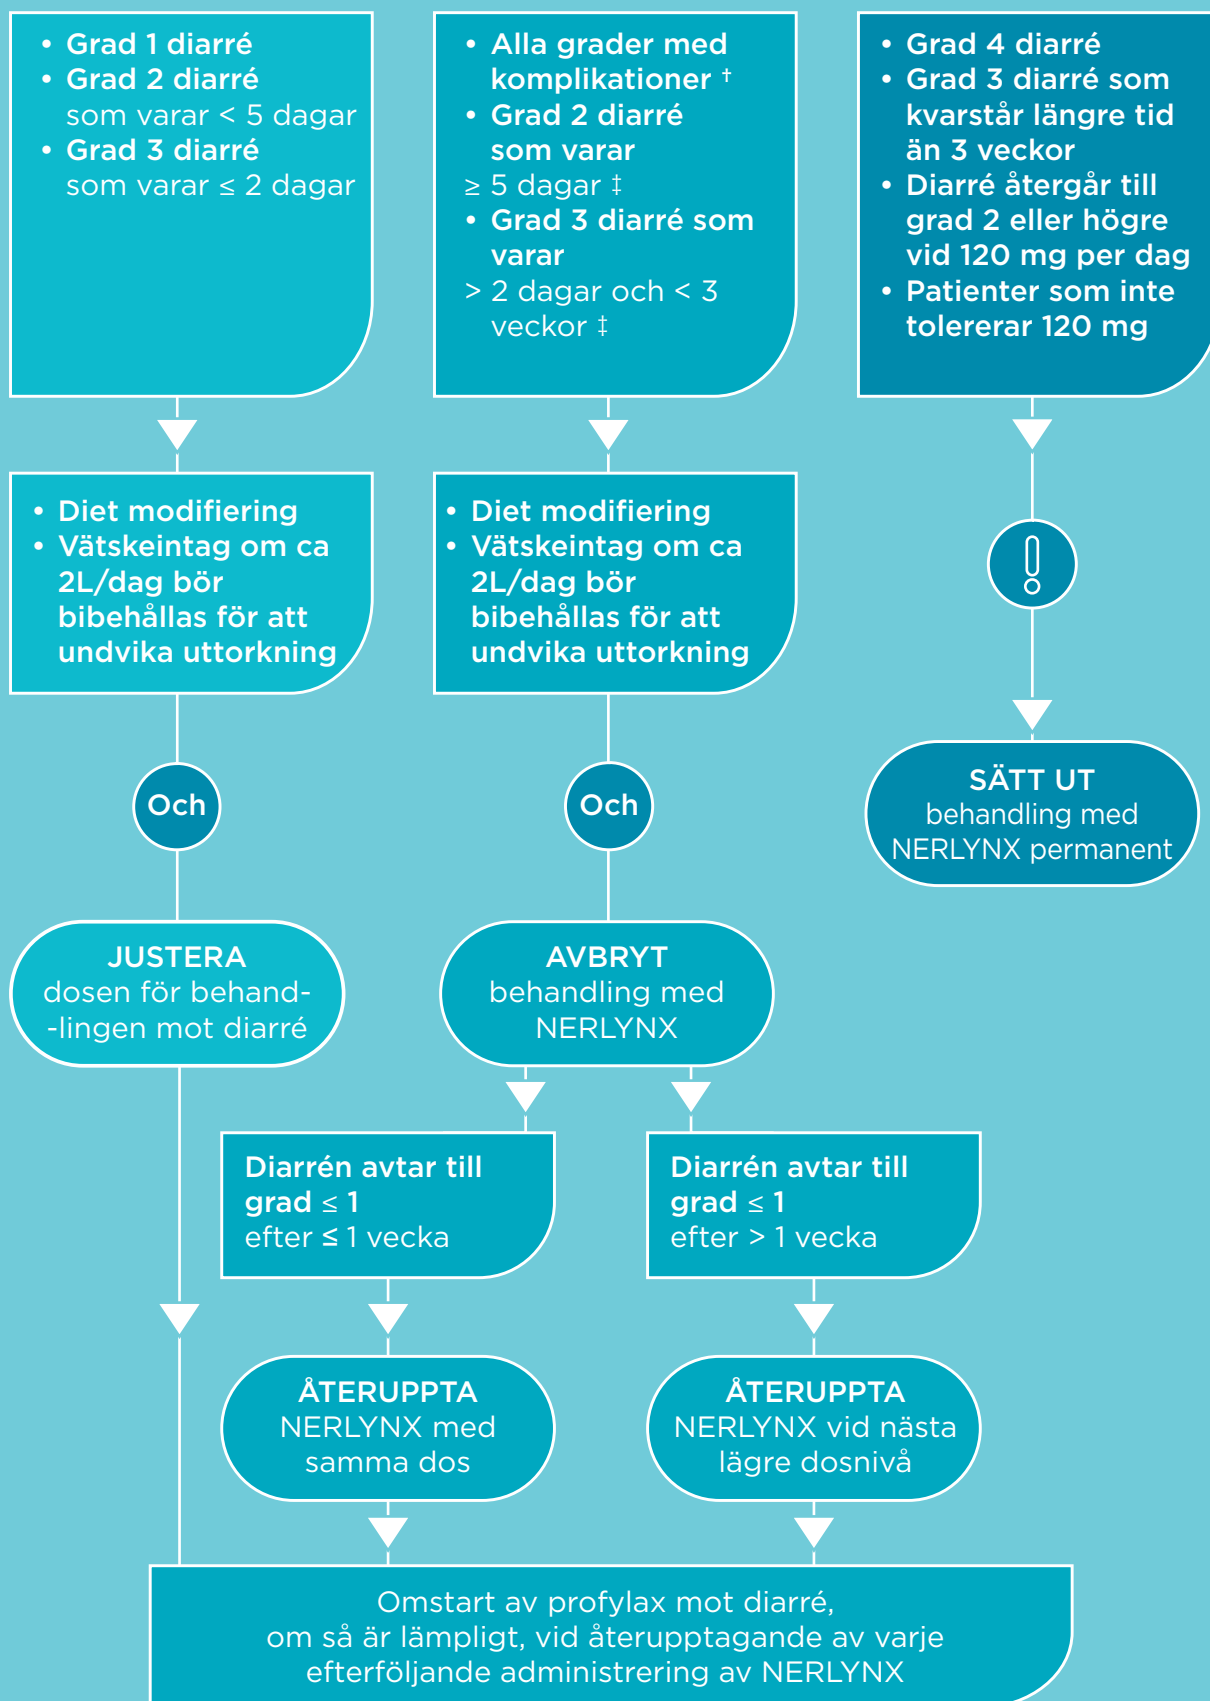 • Grad 1 diarré
• Grad 2 diarré
som varar < 5 dagar
• Grad 3 diarré
som varar ≤ 2 dagar
• Alla grader med
komplikationer †
• Grad 2 diarré
som varar
≥ 5 dagar ‡
• Grad 3 diarré som
varar
> 2 dagar och < 3
veckor ‡
• Grad 4 diarré
• Grad 3 diarré som
kvarstår längre tid
än 3 veckor
• Diarré återgår till
grad 2 eller högre
vid 120 mg per dag
• Patienter som inte
tolererar 120 mg
• Diet modifiering
• Vätskeintag om ca
2L/dag bör
bibehållas för att
undvika uttorkning
• Diet modifiering
• Vätskeintag om ca
2L/dag bör
bibehållas för att
undvika uttorkning
!
Och
Och
SÄTT UT
behandling med
NERLYNX permanent
JUSTERA
dosen för behand-
-lingen mot diarré
AVBRYT
behandling med
NERLYNX
Diarrén avtar till
grad ≤ 1
efter ≤ 1 vecka
Diarrén avtar till
grad ≤ 1
efter > 1 vecka
ÅTERUPPTA
NERLYNX med
samma dos
ÅTERUPPTA
NERLYNX vid nästa
lägre dosnivå
Omstart av profylax mot diarré,
om så är lämpligt, vid återupptagande av varje
efterföljande administrering av NERLYNX